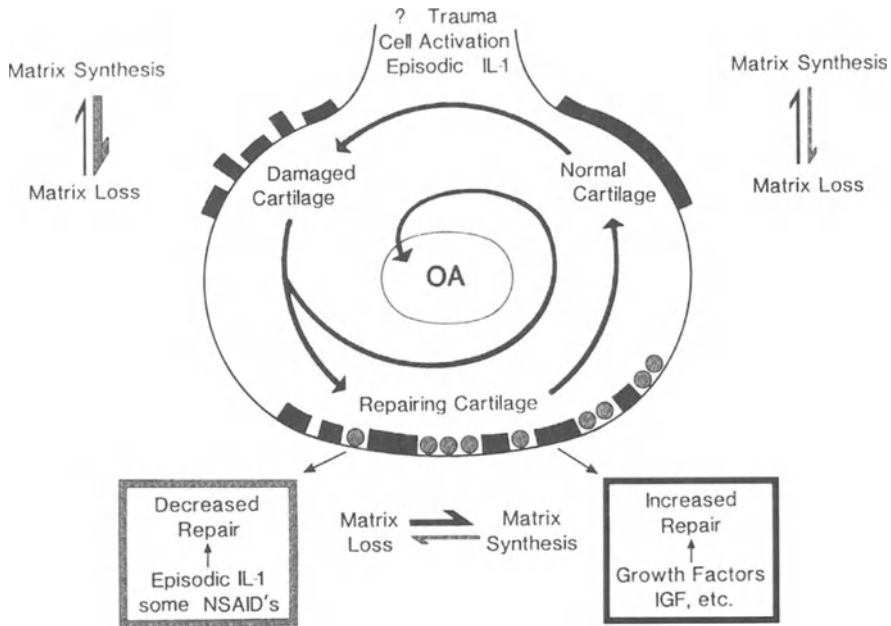 ? Trauma
Cell Activation
Episodic IL-1
Matrix Synthesis
Matrix Loss
Matrix Synthesis
Matrix Loss
Damaged
Cartilage
Normal
Cartilage
OA
Repairing Cartilage
Decreased
Repair
Episodic IL-1
some NSAID's
Matrix
Loss
Matrix
Synthesis
Increased
Repair
Growth Factors
IGF, etc.